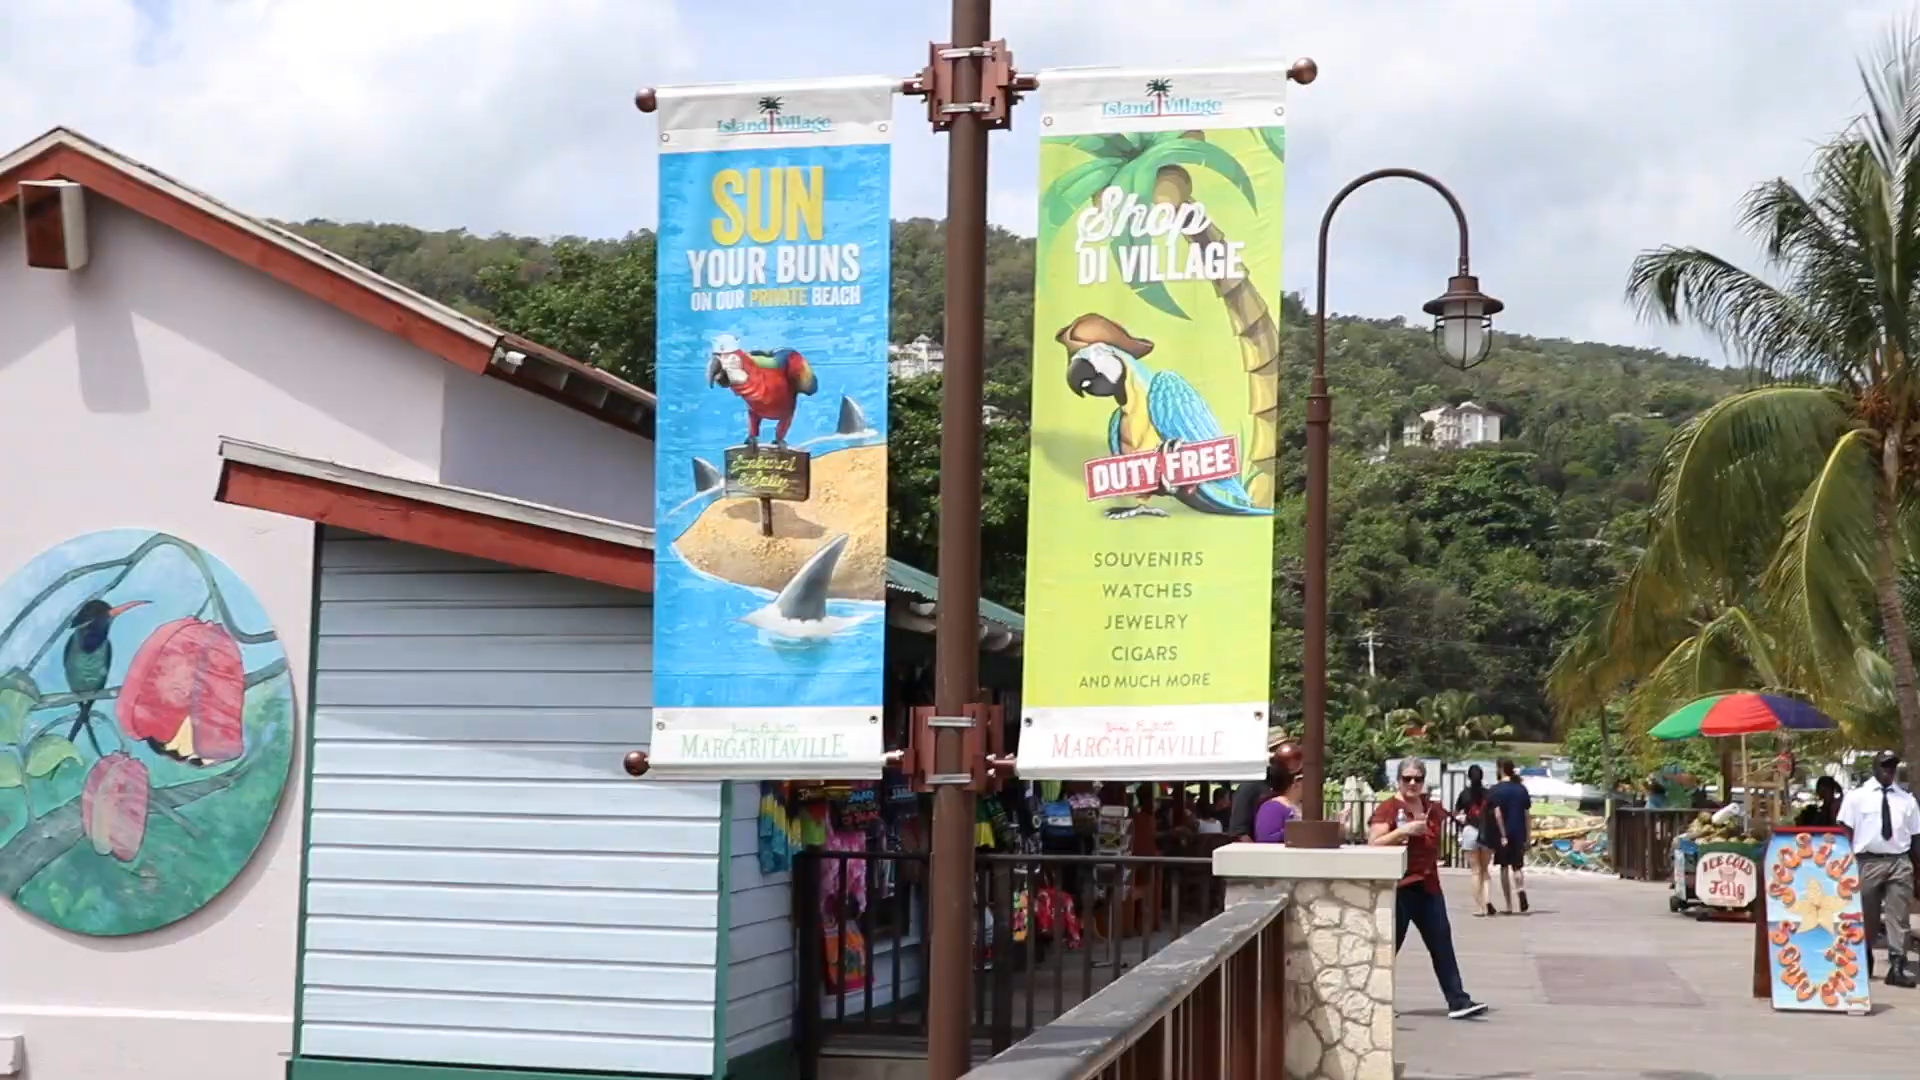 Island Village
SUN
YOUR BUNS
ON OUR PRIVATE BEACH
MARGARITAVILLE
Island Village
Shop
DI VILLAGE
DUTY FREE
SOUVENIRS
WATCHES
JEWELRY
CIGARS
AND MUCH MORE
MARGARITAVILLE
ICE COLD
Jelly